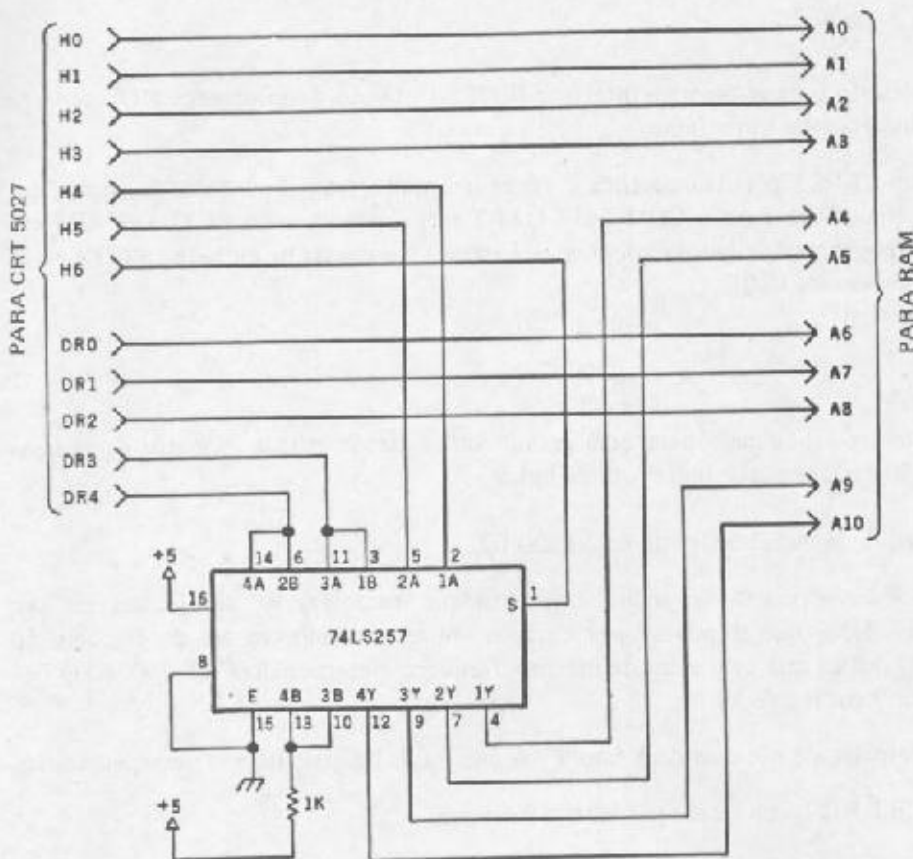 H0
A0
H1
A1
H2
A2
H3
A3
H4
A4
H5
A5
H6
PARA CRT 5027
PARA RAM
DR0
A6
DR1
A7
DR2
A8
DR3
A9
DR4
A10
+5
14 6 11 3 5 2
4A 2B 3A 1B 2A 1A
16
S
1
74LS257
8
E 4B 3B 4Y 3Y 2Y 1Y
15 13 10 12 9 7 4
1K
+5